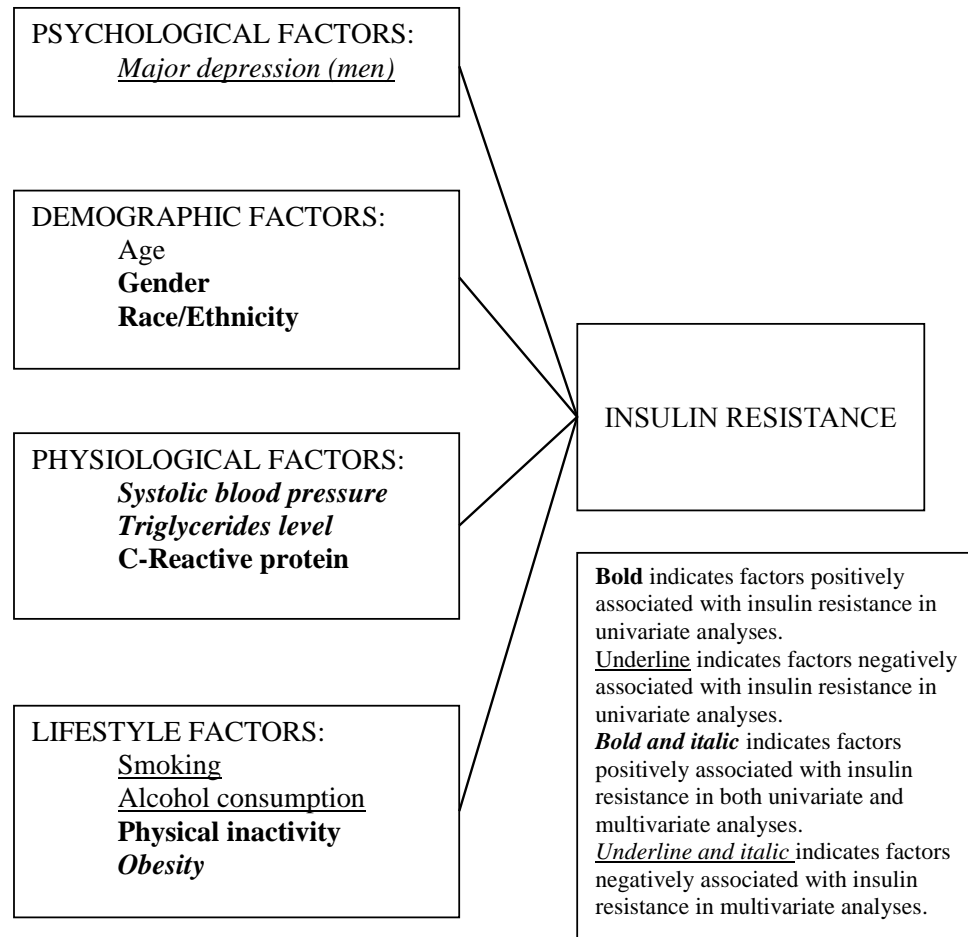 PSYCHOLOGICAL FACTORS:
Major depression (men)
DEMOGRAPHIC FACTORS:
Age
Gender
Race/Ethnicity
PHYSIOLOGICAL FACTORS:
Systolic blood pressure
Triglycerides level
C-Reactive protein
LIFESTYLE FACTORS:
Smoking
Alcohol consumption
Physical inactivity
Obesity
INSULIN RESISTANCE
Bold indicates factors positively
associated with insulin resistance in
univariate analyses.
Underline indicates factors negatively
associated with insulin resistance in
univariate analyses.
Bold and italic indicates factors
positively associated with insulin
resistance in both univariate and
multivariate analyses.
Underline and italic indicates factors
negatively associated with insulin
resistance in multivariate analyses.